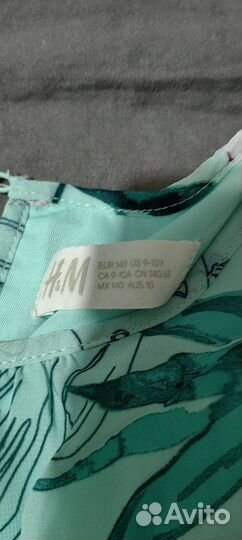 H&M
EUR 140 US 9-10Y
CA 9-10A CN 140/68
MX 140 AUS 10
Avito